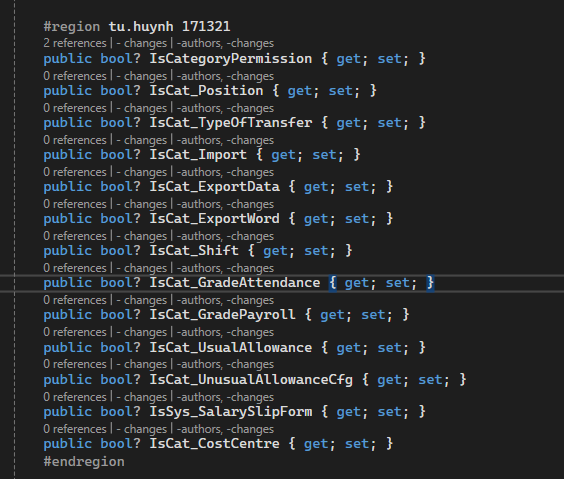 #region tu.huynh 171321
2 references | - changes | -authors, -changes
public bool? IsCategoryPermission { get; set; }
0 references | - changes | -authors, -changes
public bool? IsCat_Position { get; set; }
0 references | - changes | -authors, -changes
public bool? IsCat_TypeOfTransfer { get; set; }
0 references | - changes | -authors, -changes
public bool? IsCat_Import { get; set; }
0 references | - changes | -authors, -changes
public bool? IsCat_ExportData { get; set; }
0 references | - changes | -authors, -changes
public bool? IsCat_ExportWord { get; set; }
0 references | - changes | -authors, -changes
public bool? IsCat_Shift { get; set; }
0 references | - changes | -authors, -changes
public bool? IsCat_GradeAttendance { get; set; }
0 references | - changes | -authors, -changes
public bool? IsCat_GradePayroll { get; set; }
0 references | - changes | -authors, -changes
public bool? IsCat_UsualAllowance { get; set; }
0 references | - changes | -authors, -changes
public bool? IsCat_UnusualAllowanceCfg { get; set; }
0 references | - changes | -authors, -changes
public bool? IsSys_SalarySlipForm { get; set; }
0 references | - changes | -authors, -changes
public bool? IsCat_CostCentre { get; set; }
#endregion